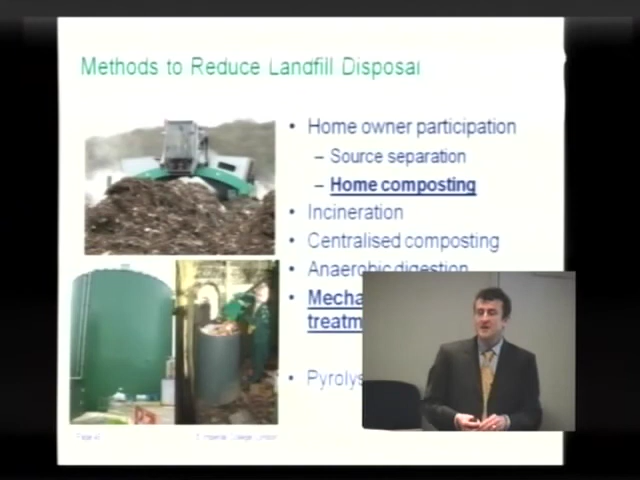 Methods to Reduce Landfill Disposal
• Home owner participation
– Source separation
– Home composting
• Incineration
• Centralised composting
• Anaerobic digestion
• Mecha
treatm
• Pyrolys
Imperial College London